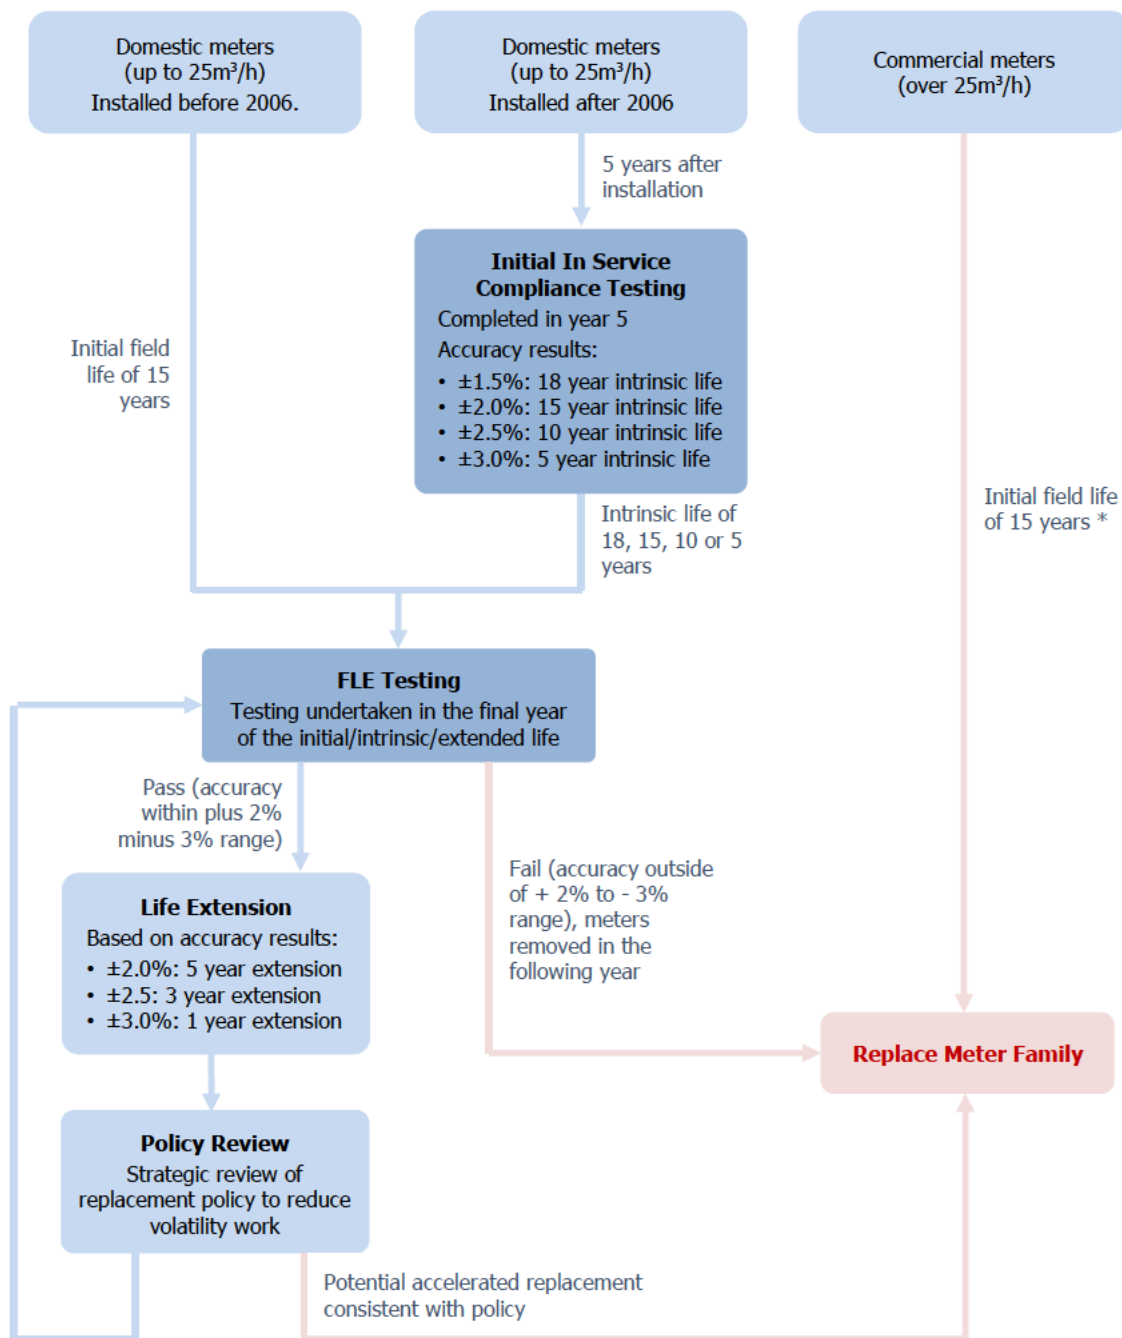 Domestic meters
(up to 25m³/h)
Installed before 2006.
Domestic meters
(up to 25m³/h)
Installed after 2006
Commercial meters
(over 25m³/h)
5 years after
installation
Initial In Service
Compliance Testing
Completed in year 5
Accuracy results:
• ±1.5%: 18 year intrinsic life
• ±2.0%: 15 year intrinsic life
• ±2.5%: 10 year intrinsic life
• ±3.0%: 5 year intrinsic life
Initial field
life of 15
years
Initial field life
of 15 years *
Intrinsic life of
18, 15, 10 or 5
years
FLE Testing
Testing undertaken in the final year
of the initial/intrinsic/extended life
Pass (accuracy
within plus 2%
minus 3% range)
Fail (accuracy outside
of + 2% to - 3%
range), meters
removed in the
following year
Life Extension
Based on accuracy results:
• ±2.0%: 5 year extension
• ±2.5: 3 year extension
• ±3.0%: 1 year extension
Replace Meter Family
Policy Review
Strategic review of
replacement policy to reduce
volatility work
Potential accelerated replacement
consistent with policy